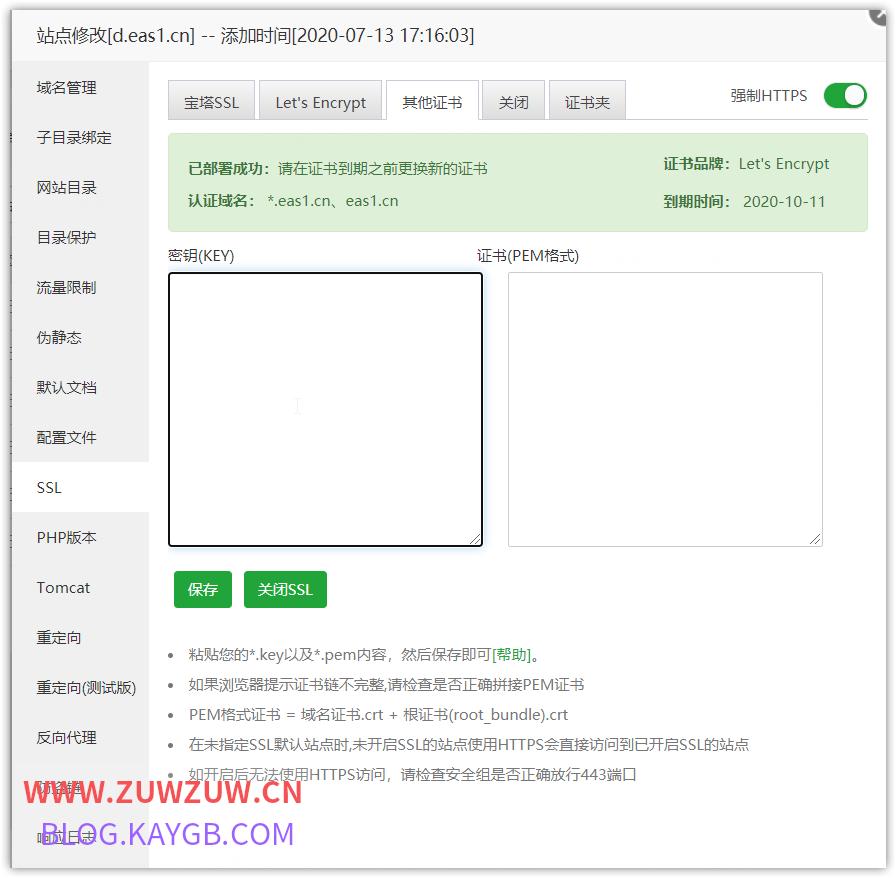 站点修改[d.eas1.cn] -- 添加时间[2020-07-13 17:16:03]
域名管理
子目录绑定
网站目录
目录保护
流量限制
伪静态
默认文档
配置文件
SSL
PHP版本
Tomcat
重定向
重定向(测试版)
反向代理
防盗链
响应日志
宝塔SSL
Let's Encrypt
其他证书
关闭
证书夹
强制HTTPS
已部署成功：请在证书到期之前更换新的证书
证书品牌：Let's Encrypt
认证域名： *.eas1.cn、eas1.cn
到期时间： 2020-10-11
密钥(KEY)
证书(PEM格式)
保存
关闭SSL
粘贴您的*.key以及*.pem内容，然后保存即可[帮助]。
如果浏览器提示证书链不完整,请检查是否正确拼接PEM证书
PEM格式证书 = 域名证书.crt + 根证书(root_bundle).crt
在未指定SSL默认站点时,未开启SSL的站点使用HTTPS会直接访问到已开启SSL的站点
如开启后无法使用HTTPS访问，请检查安全组是否正确放行443端口
WWW.ZUWZUW.CN
BLOG.KAYGB.COM